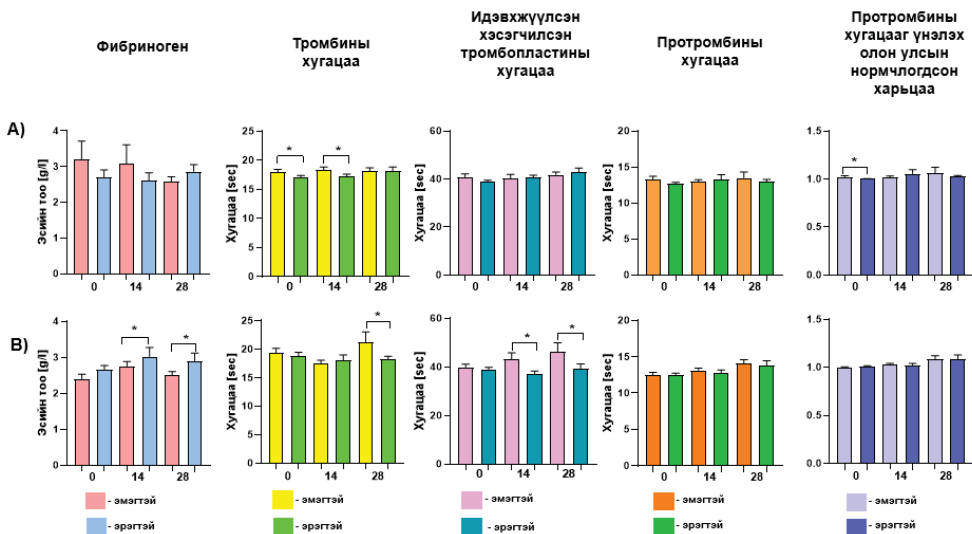 Фибриноген
Тромбины
хугацаа
Идэвхжүүлсэн
хэсэгчилсэн
тромбопластины
хугацаа
Протромбины
хугацаа
Протромбины
хугацааг үнэлэх
олон улсын
нормчлогдсон
харьцаа
A)
Эсийн тоо [g/l]
4
3
2
1
0
0 14 28
Хугацаа [sec]
25
20
15
10
5
0
* *
0 14 28
Хугацаа [sec]
60
40
20
0
0 14 28
Хугацаа [sec]
20
15
10
5
0
0 14 28
1.5
1.0
0.5
0.0
*
0 14 28
B)
Эсийн тоо [g/l]
4
3
2
1
0
* *
0 14 28
Хугацаа [sec]
25
20
15
10
5
0
*
0 14 28
Хугацаа [sec]
60
40
20
0
* *
0 14 28
Хугацаа [sec]
20
15
10
5
0
0 14 28
1.5
1.0
0.5
0.0
0 14 28
- эмэгтэй
- эрэгтэй
- эмэгтэй
- эрэгтэй
- эмэгтэй
- эрэгтэй
- эмэгтэй
- эрэгтэй
- эмэгтэй
- эрэгтэй